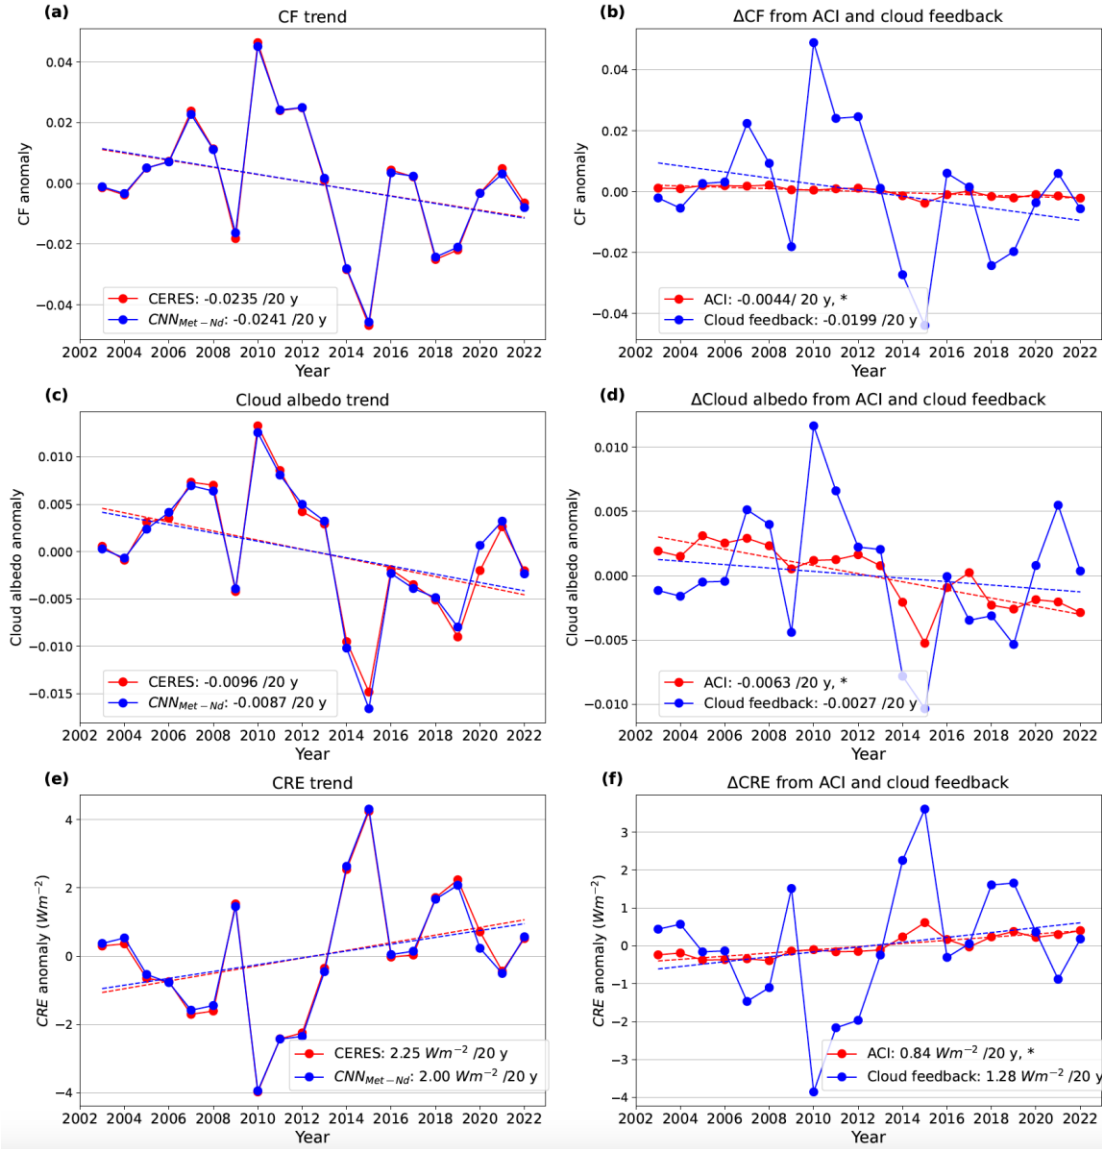 (a)
CF trend
CF anomaly
0.04
0.02
0.00
−0.02
−0.04
CERES: -0.0235 /20 y
CNNMet−Nd: -0.0241 /20 y
2002 2004 2006 2008 2010 2012 2014 2016 2018 2020 2022
Year
(b)
ΔCF from ACI and cloud feedback
CF anomaly
0.04
0.02
0.00
−0.02
−0.04
ACI: -0.0044/ 20 y, *
Cloud feedback: -0.0199 /20 y
2002 2004 2006 2008 2010 2012 2014 2016 2018 2020 2022
Year
(c)
Cloud albedo trend
Cloud albedo anomaly
0.010
0.005
0.000
−0.005
−0.010
−0.015
CERES: -0.0096 /20 y
CNNMet−Nd: -0.0087 /20 y
2002 2004 2006 2008 2010 2012 2014 2016 2018 2020 2022
Year
(d)
ΔCloud albedo from ACI and cloud feedback
Cloud albedo anomaly
0.010
0.005
0.000
−0.005
−0.010
ACI: -0.0063 /20 y, *
Cloud feedback: -0.0027 /20 y
2002 2004 2006 2008 2010 2012 2014 2016 2018 2020 2022
Year
(e)
CRE trend
CRE anomaly (Wm−2)
4
2
0
−2
−4
CERES: 2.25 Wm−2 /20 y
CNNMet−Nd: 2.00 Wm−2 /20 y
2002 2004 2006 2008 2010 2012 2014 2016 2018 2020 2022
Year
(f)
ΔCRE from ACI and cloud feedback
CRE anomaly (Wm−2)
3
2
1
0
−1
−2
−3
−4
ACI: 0.84 Wm−2 /20 y, *
Cloud feedback: 1.28 Wm−2 /20 y
2002 2004 2006 2008 2010 2012 2014 2016 2018 2020 2022
Year